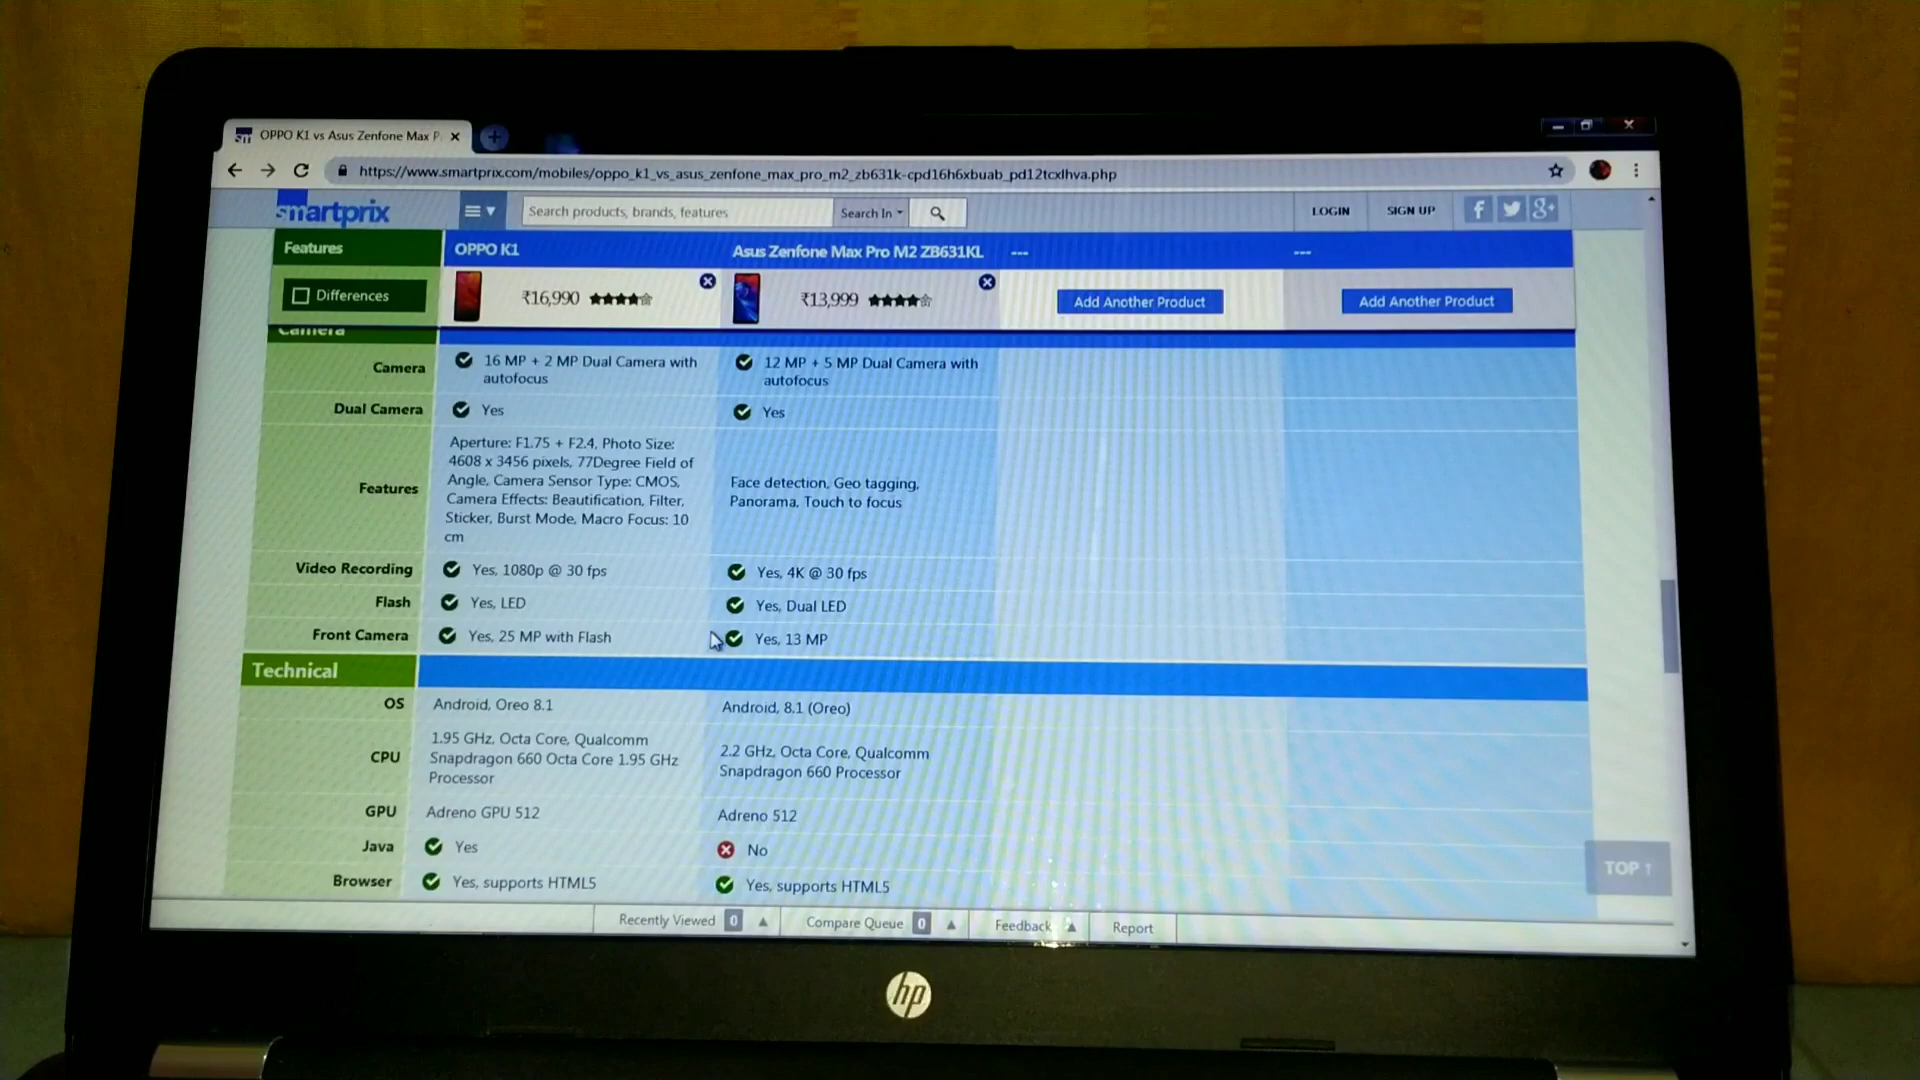 sm OPPO K1 vs Asus Zenfone Max P
https://www.smartprix.com/mobiles/oppo_k1_vs_asus_zenfone_max_pro_m2_zb631k-cpd16h6xbuab_pd12tcxlhva.php
smartprix Search products, brands, features Search In LOGIN SIGN UP f g+
Features OPPO K1 Asus Zenfone Max Pro M2 ZB631KL --- ---
Differences ₹16,990 ₹13,999 Add Another Product Add Another Product
Camera
Camera 16 MP + 2 MP Dual Camera with 12 MP + 5 MP Dual Camera with
autofocus autofocus
Dual Camera Yes Yes
Aperture: F1.75 + F2.4, Photo Size:
4608 x 3456 pixels, 77Degree Field of
Features Angle, Camera Sensor Type: CMOS, Face detection, Geo tagging,
Camera Effects: Beautification, Filter, Panorama, Touch to focus
Sticker, Burst Mode, Macro Focus: 10
cm
Video Recording Yes, 1080p @ 30 fps Yes, 4K @ 30 fps
Flash Yes, LED Yes, Dual LED
Front Camera Yes, 25 MP with Flash Yes, 13 MP
Technical
OS Android, Oreo 8.1 Android, 8.1 (Oreo)
1.95 GHz, Octa Core, Qualcomm 2.2 GHz, Octa Core, Qualcomm
CPU Snapdragon 660 Octa Core 1.95 GHz Snapdragon 660 Processor
Processor
GPU Adreno GPU 512 Adreno 512
Java Yes No
Browser Yes, supports HTML5 Yes, supports HTML5
TOP ↑
Recently Viewed 0 Compare Queue 0 Feedback Report
hp